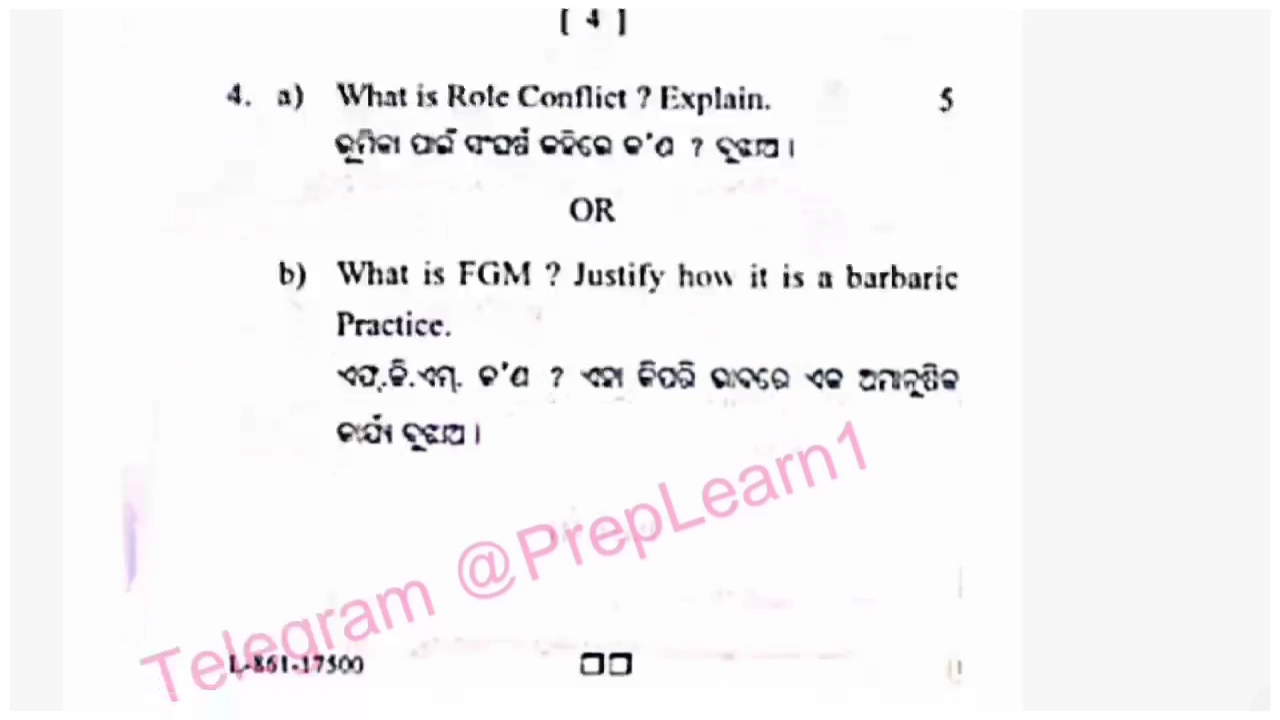 [ 4 ]
4. a) What is Role Conflict ? Explain. 5
ଭୂମିକା ପାଇଁ ସଂଘର୍ଷ କହିଲେ କ'ଣ ? ବୁଝାଅ ।
OR
b) What is FGM ? Justify how it is a barbaric
Practice.
ଏଫ୍.ଜି.ଏମ୍. କ'ଣ ? ଏହା କିପରି ଭାବରେ ଏକ ଅମାନୁଷିକ
କାର୍ଯ୍ୟ ବୁଝାଅ ।
Telegram @PrepLearn1
L-861-17500